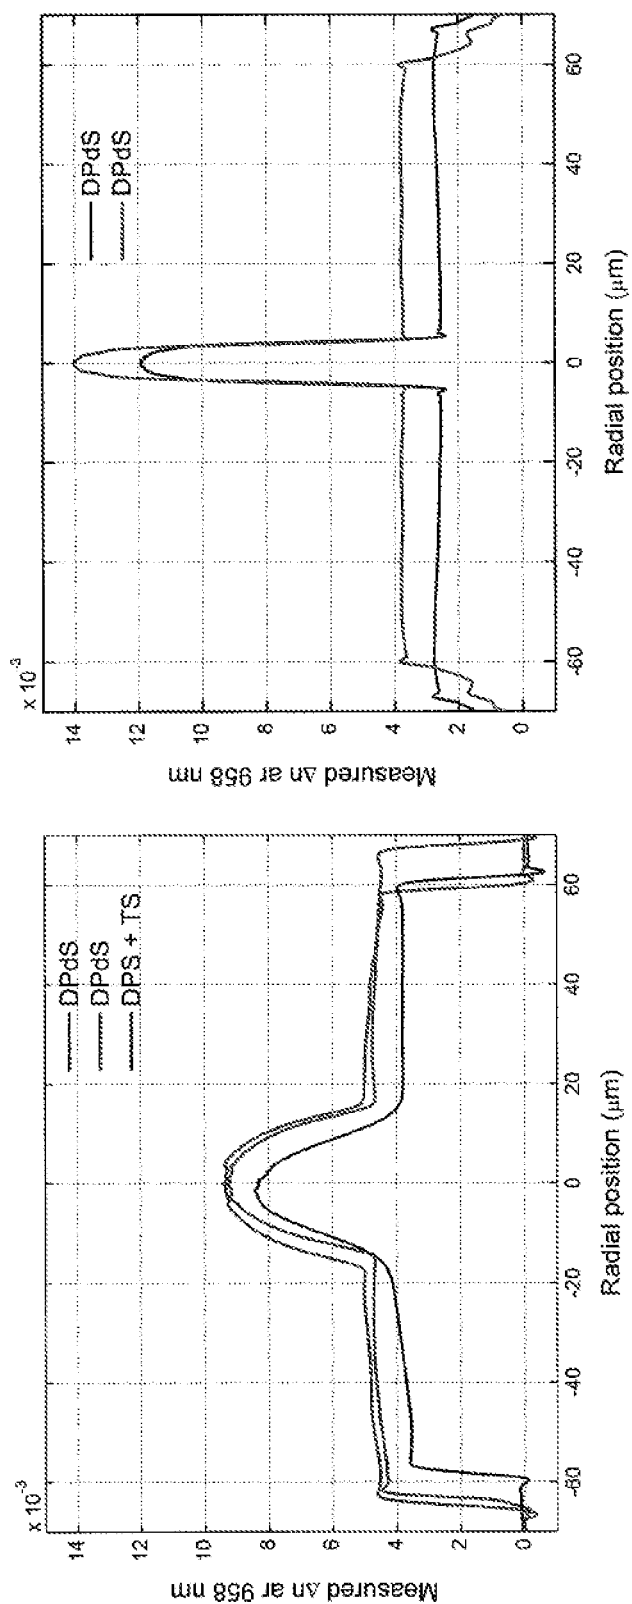 x 10-3
14
12
10
8
6
4
2
0
Measured Δn ar 958 nm
DPdS
DPdS
DPS + TS
-60
-40
-20
0
20
40
60
Radial position (μm)
x 10-3
14
12
10
8
6
4
2
0
Measured Δn ar 958 nm
DPdS
DPdS
-60
-40
-20
0
20
40
60
Radial position (μm)